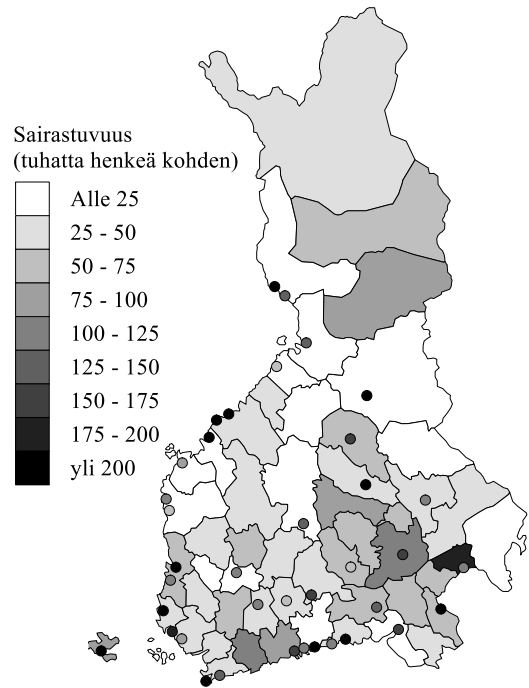 Sairastuvuus
(tuhatta henkeä kohden)
Alle 25
25 - 50
50 - 75
75 - 100
100 - 125
125 - 150
150 - 175
175 - 200
yli 200